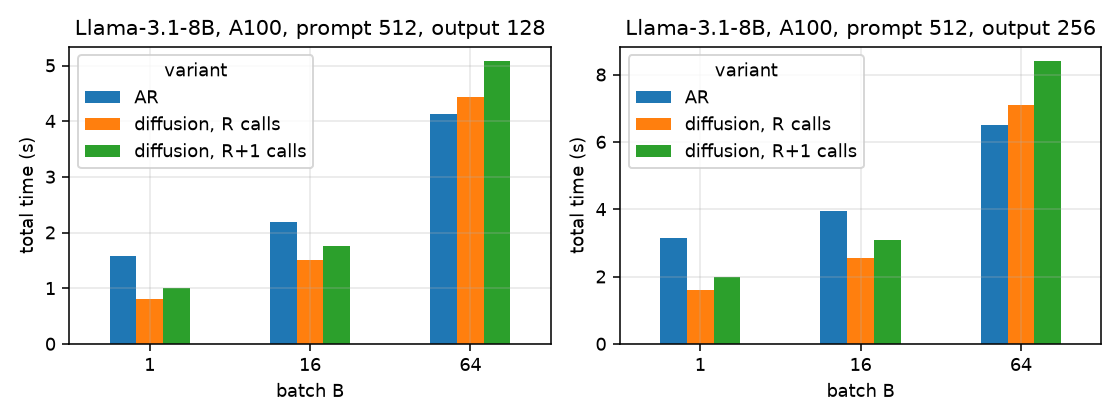 Llama-3.1-8B, A100, prompt 512, output 128
total time (s)
5
4
3
2
1
0
variant
AR
diffusion, R calls
diffusion, R+1 calls
1
16
64
batch B
Llama-3.1-8B, A100, prompt 512, output 256
total time (s)
8
6
4
2
0
variant
AR
diffusion, R calls
diffusion, R+1 calls
1
16
64
batch B